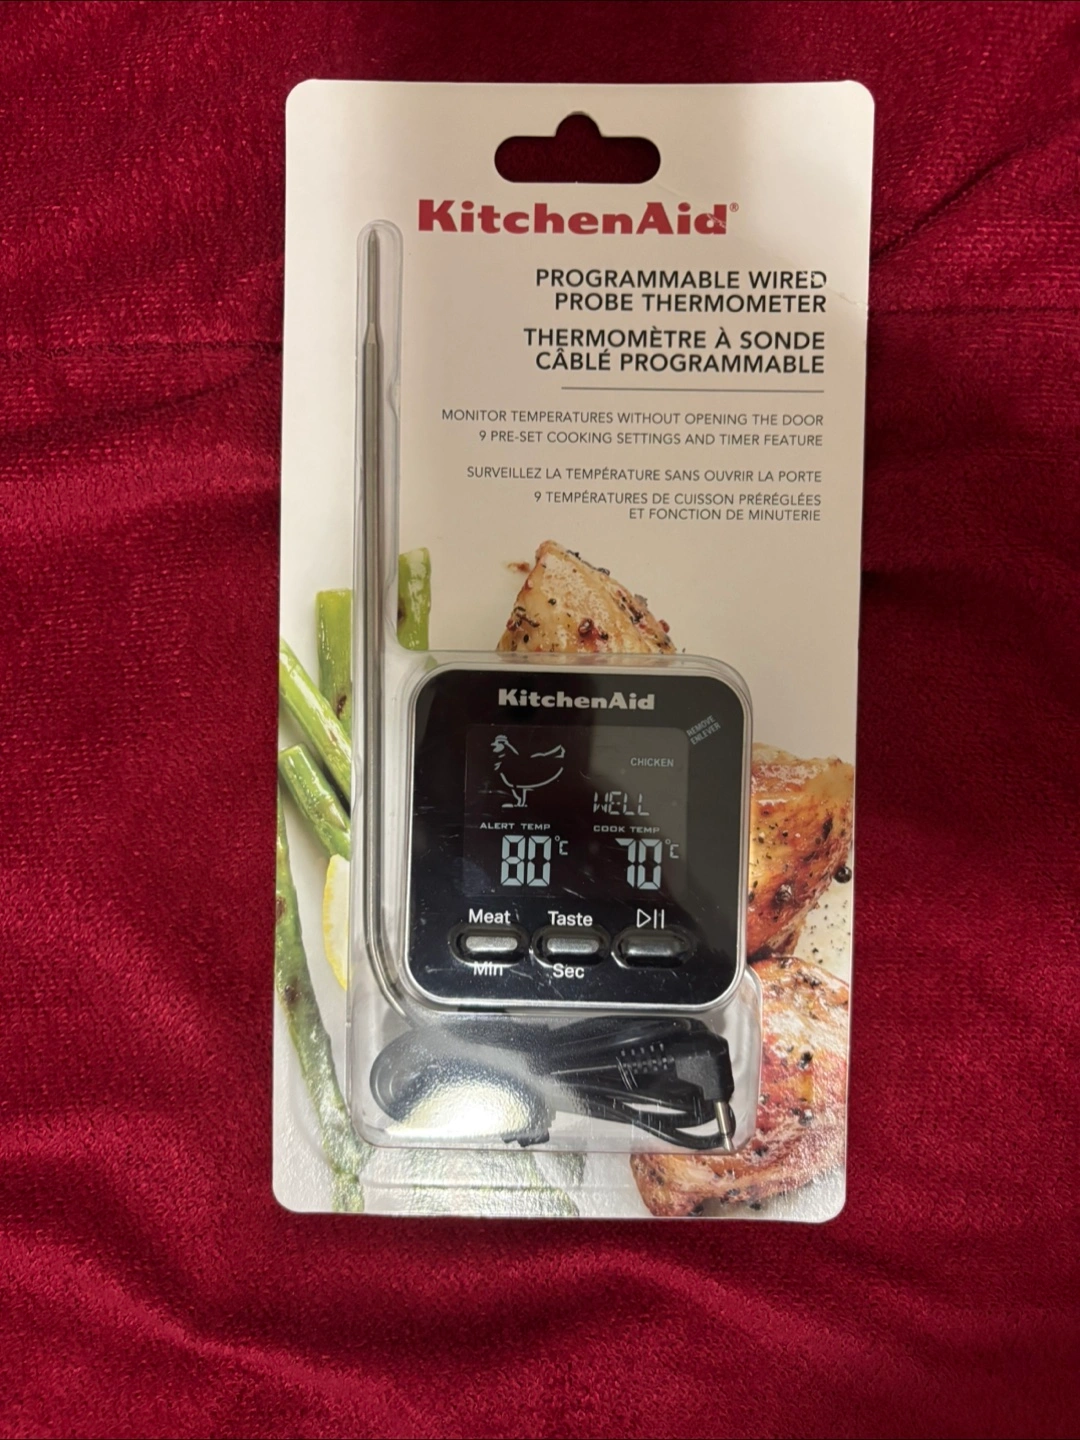 KitchenAid®
PROGRAMMABLE WIRED
PROBE THERMOMETER
THERMOMÈTRE À SONDE
CÂBLÉ PROGRAMMABLE
MONITOR TEMPERATURES WITHOUT OPENING THE DOOR
9 PRE-SET COOKING SETTINGS AND TIMER FEATURE
SURVEILLEZ LA TEMPÉRATURE SANS OUVRIR LA PORTE
9 TEMPÉRATURES DE CUISSON PRÉRÉGLÉES
ET FONCTION DE MINUTERIE
KitchenAid
REMOVE
ENLEVER
CHICKEN
WELL
ALERT TEMP COOK TEMP
80°C 70°C
Meat Taste
Min Sec